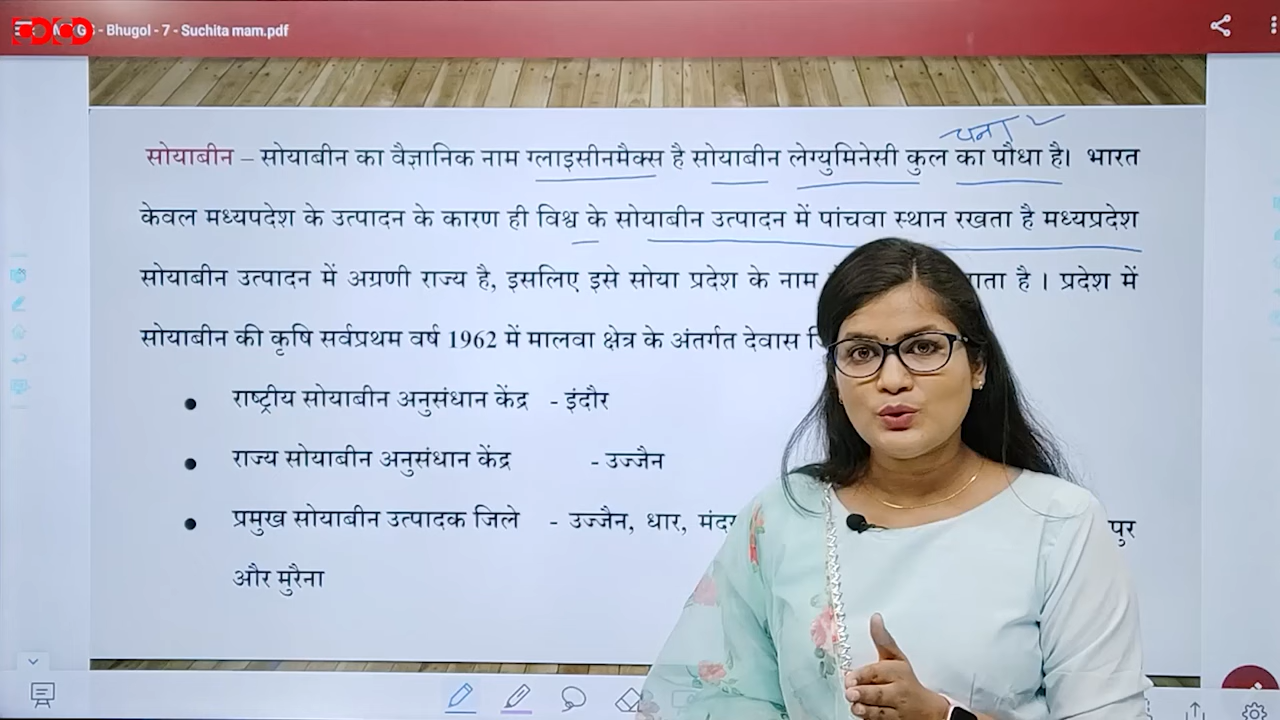 - Bhugol - 7 - Suchita mam.pdf
चना
सोयाबीन – सोयाबीन का वैज्ञानिक नाम ग्लाइसीनमैक्स है सोयाबीन लेग्युमिनेसी कुल का पौधा है। भारत
केवल मध्यपदेश के उत्पादन के कारण ही विश्व के सोयाबीन उत्पादन में पांचवा स्थान रखता है मध्यप्रदेश
सोयाबीन उत्पादन में अग्रणी राज्य है, इसलिए इसे सोया प्रदेश के नाम है । प्रदेश में
सोयाबीन की कृषि सर्वप्रथम वर्ष 1962 में मालवा क्षेत्र के अंतर्गत देवास
• राष्ट्रीय सोयाबीन अनुसंधान केंद्र - इंदौर
• राज्य सोयाबीन अनुसंधान केंद्र - उज्जैन
• प्रमुख सोयाबीन उत्पादक जिले - उज्जैन, धार,
और मुरैना